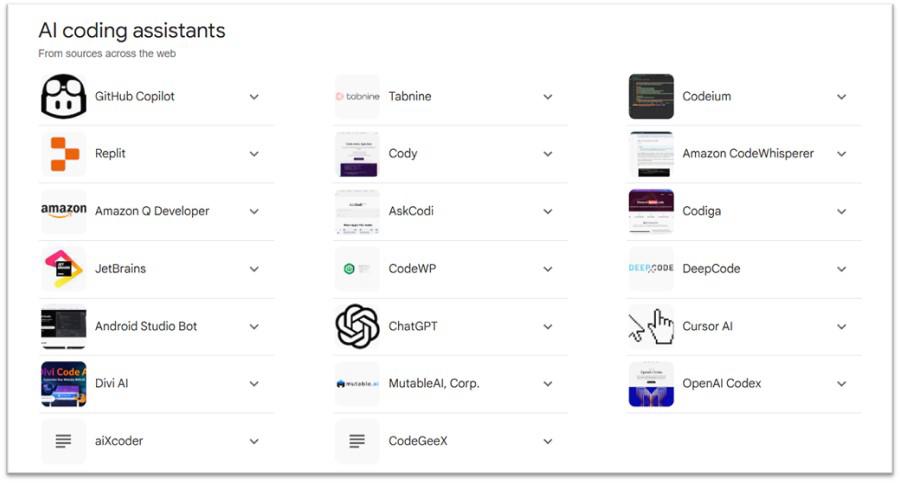 AI coding assistants
From sources across the web
GitHub Copilot
Tabnine
Codeium
Replit
Cody
Amazon CodeWhisperer
amazon
Amazon Q Developer
AskCodi
Codiga
JetBrains
CodeWP
DEEPCODE
DeepCode
Android Studio Bot
ChatGPT
Cursor AI
Divi AI
mutable.ai
MutableAI, Corp.
OpenAI Codex
aiXcoder
CodeGeeX